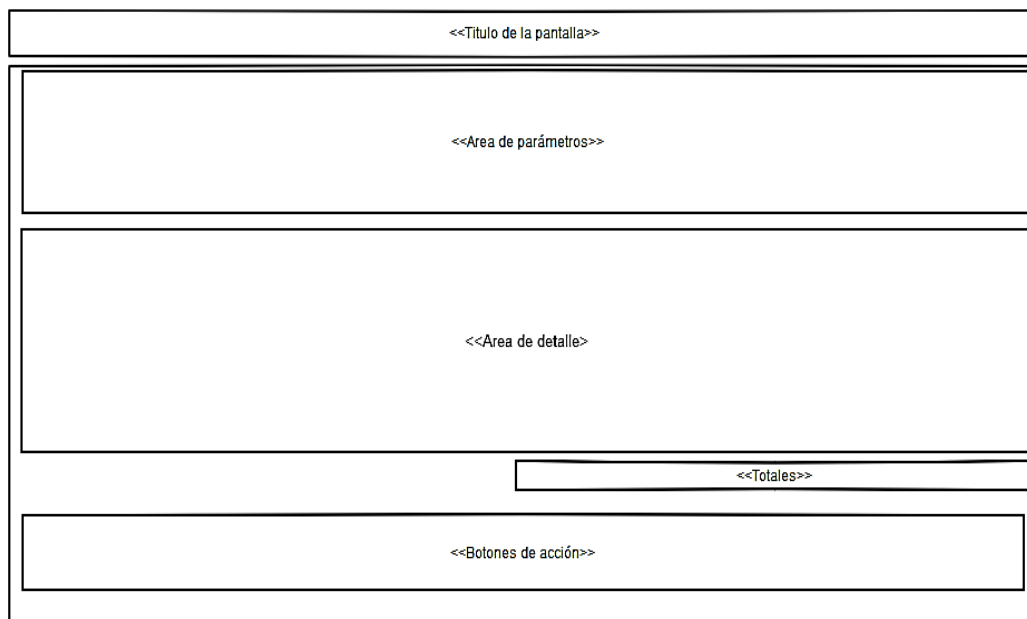 <<Titulo de la pantalla>>
<<Area de parámetros>>
<<Area de detalle>
<<Totales>>
<<Botones de acción>>